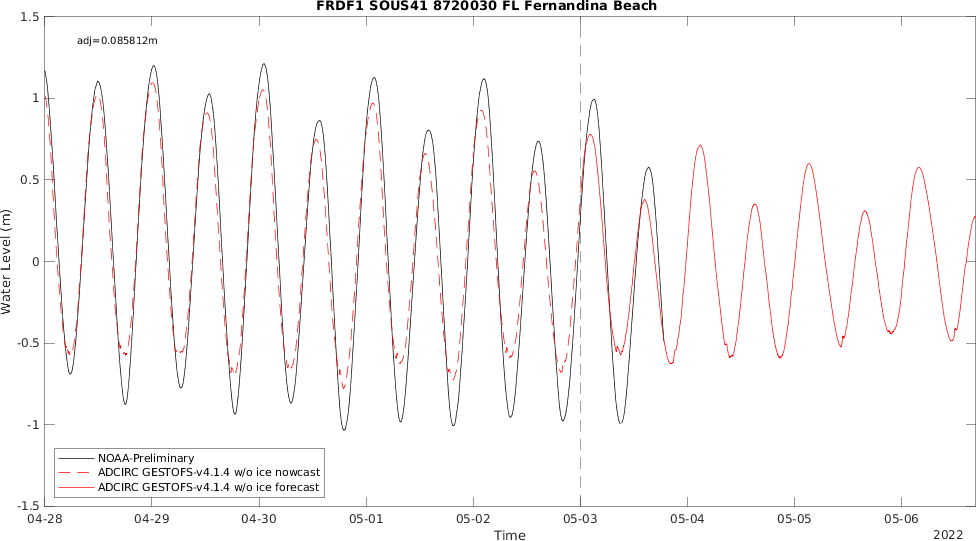 FRDF1 SOUS41 8720030 FL Fernandina Beach
adj=0.085812m
1.5
1
0.5
0
-0.5
-1
-1.5
Water Level (m)
NOAA-Preliminary
ADCIRC GESTOFS-v4.1.4 w/o ice nowcast
ADCIRC GESTOFS-v4.1.4 w/o ice forecast
04-28 04-29 04-30 05-01 05-02 05-03 05-04 05-05 05-06
Time
2022